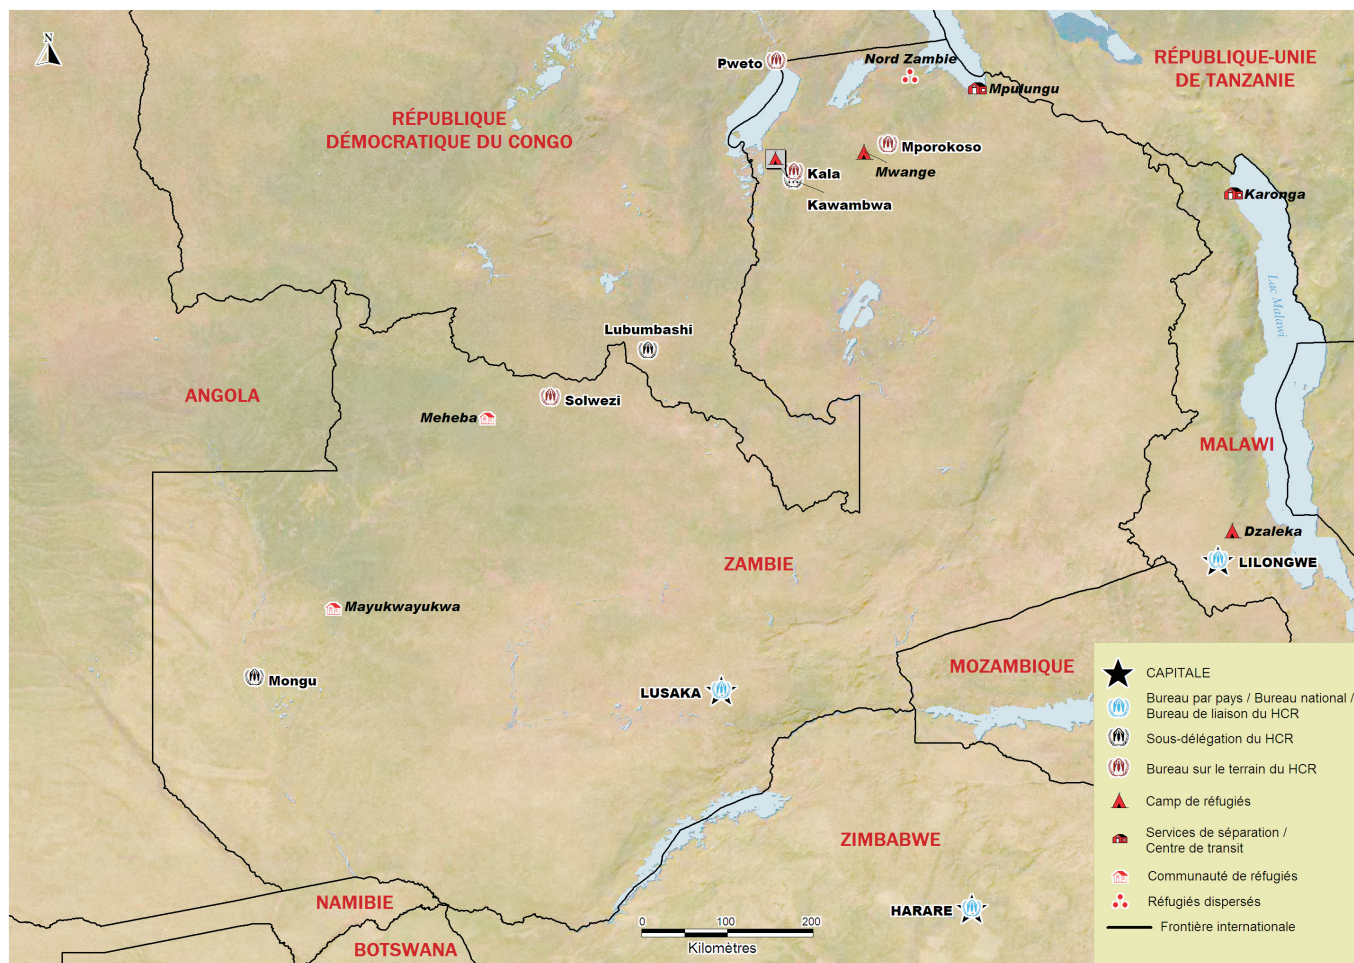 N
RÉPUBLIQUE-UNIE
DE TANZANIE
Pweto
Nord Zambie
Mpulungu
RÉPUBLIQUE
DÉMOCRATIQUE DU CONGO
Mporokoso
Kala
Mwange
Kawambwa
Karonga
Lac Malawi
Lubumbashi
ANGOLA
Solwezi
Meheba
MALAWI
Dzaleka
ZAMBIE
LILONGWE
Mayukwayukwa
Mongu
LUSAKA
MOZAMBIQUE
ZIMBABWE
NAMIBIE
HARARE
BOTSWANA
0 100 200
Kilomètres
CAPITALE
Bureau par pays / Bureau national /
Bureau de liaison du HCR
Sous-délégation du HCR
Bureau sur le terrain du HCR
Camp de réfugiés
Services de séparation /
Centre de transit
Communauté de réfugiés
Réfugiés dispersés
Frontière internationale